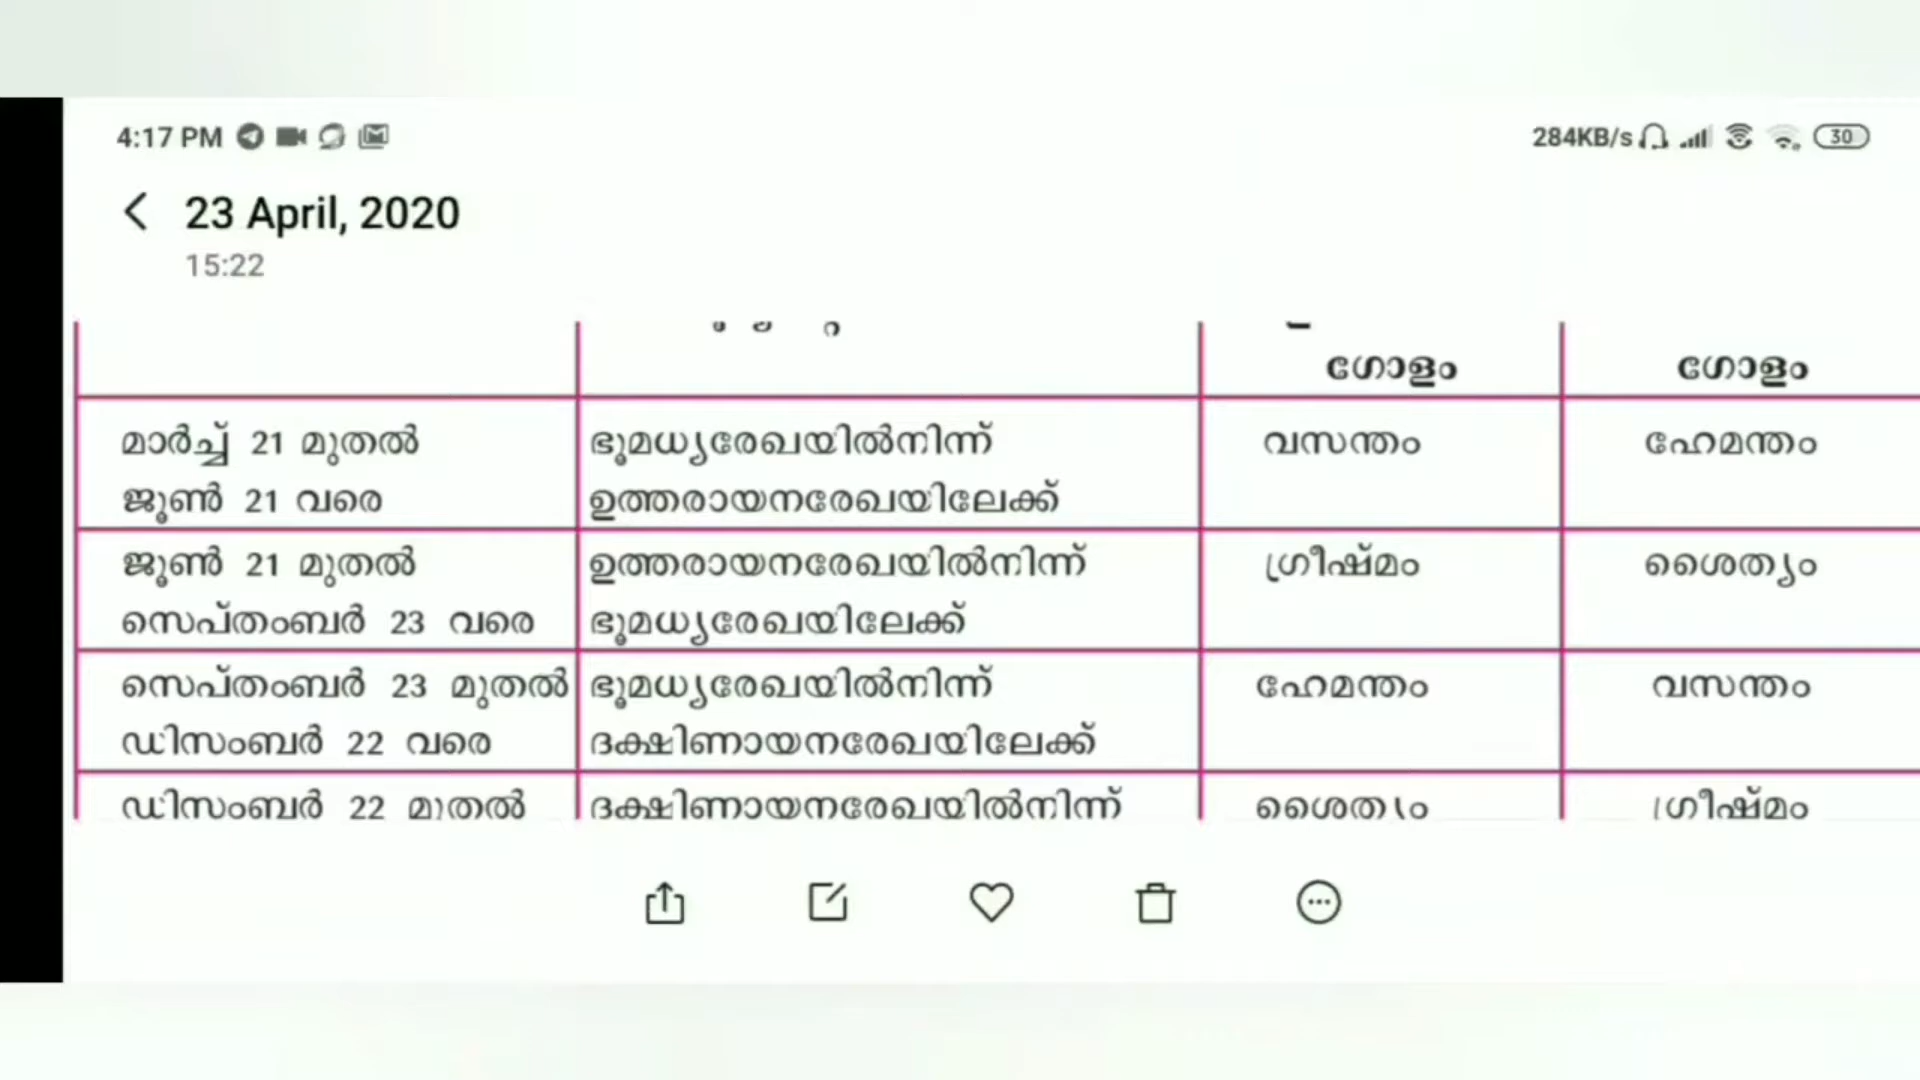 4:17 PM 284KB/s 30
23 April, 2020
15:22
ഗോളം ഗോളം
മാർച്ച് 21 മുതൽ ഭൂമധ്യരേഖയിൽനിന്ന് വസന്തം ഹേമന്തം
ജൂൺ 21 വരെ ഉത്തരായനരേഖയിലേക്ക്
ജൂൺ 21 മുതൽ ഉത്തരായനരേഖയിൽനിന്ന് ഗ്രീഷ്മം ശൈത്യം
സെപ്തംബർ 23 വരെ ഭൂമധ്യരേഖയിലേക്ക്
സെപ്തംബർ 23 മുതൽ ഭൂമധ്യരേഖയിൽനിന്ന് ഹേമന്തം വസന്തം
ഡിസംബർ 22 വരെ ദക്ഷിണായനരേഖയിലേക്ക്
ഡിസംബർ 22 മുതൽ ദക്ഷിണായനരേഖയിൽനിന്ന് ശൈത്യം ഗ്രീഷ്മം